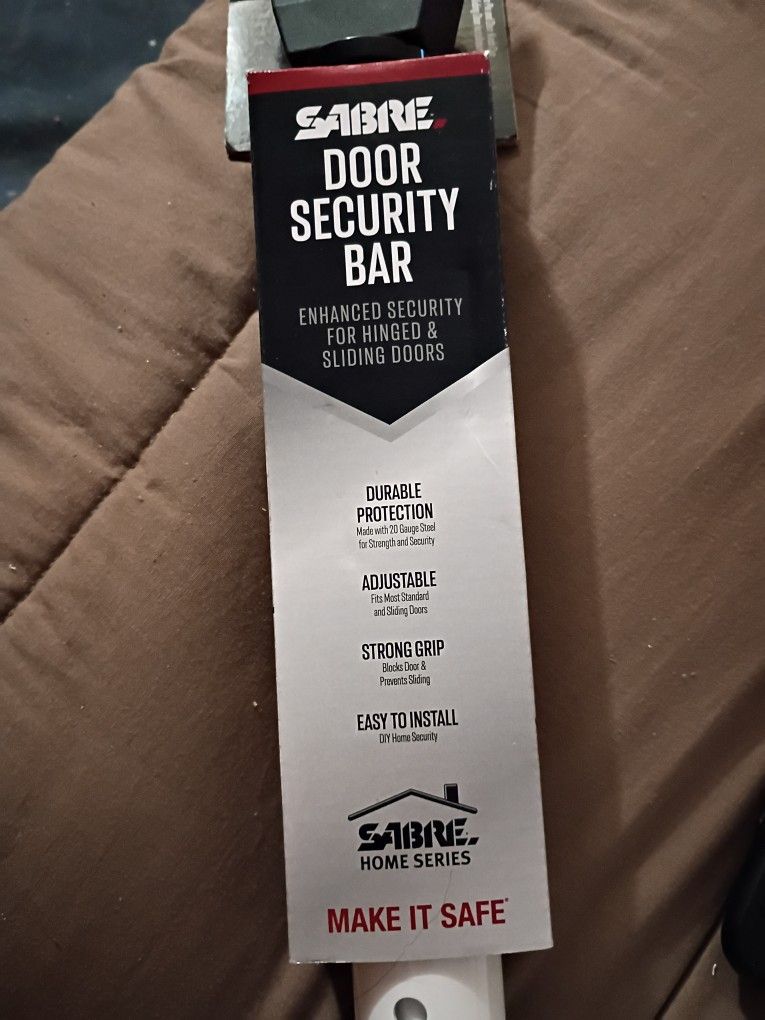 SABRE
DOOR
SECURITY
BAR
ENHANCED SECURITY
FOR HINGED &
SLIDING DOORS
DURABLE
PROTECTION
Made with 20 Gauge Steel
for Strength and Security
ADJUSTABLE
Fits Most Standard
and Sliding Doors
STRONG GRIP
Blocks Door &
Prevents Sliding
EASY TO INSTALL
DIY Home Security
SABRE
HOME SERIES
MAKE IT SAFE®